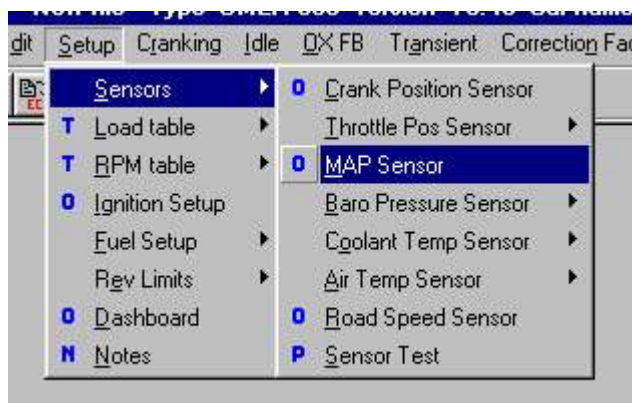 dit Setup Cranking Idle OX FB Transient Correction Fac
Sensors
T Load table
T RPM table
O Ignition Setup
Fuel Setup
Rev Limits
O Dashboard
N Notes
O Crank Position Sensor
Throttle Pos Sensor
O MAP Sensor
Baro Pressure Sensor
Coolant Temp Sensor
Air Temp Sensor
O Road Speed Sensor
P Sensor Test